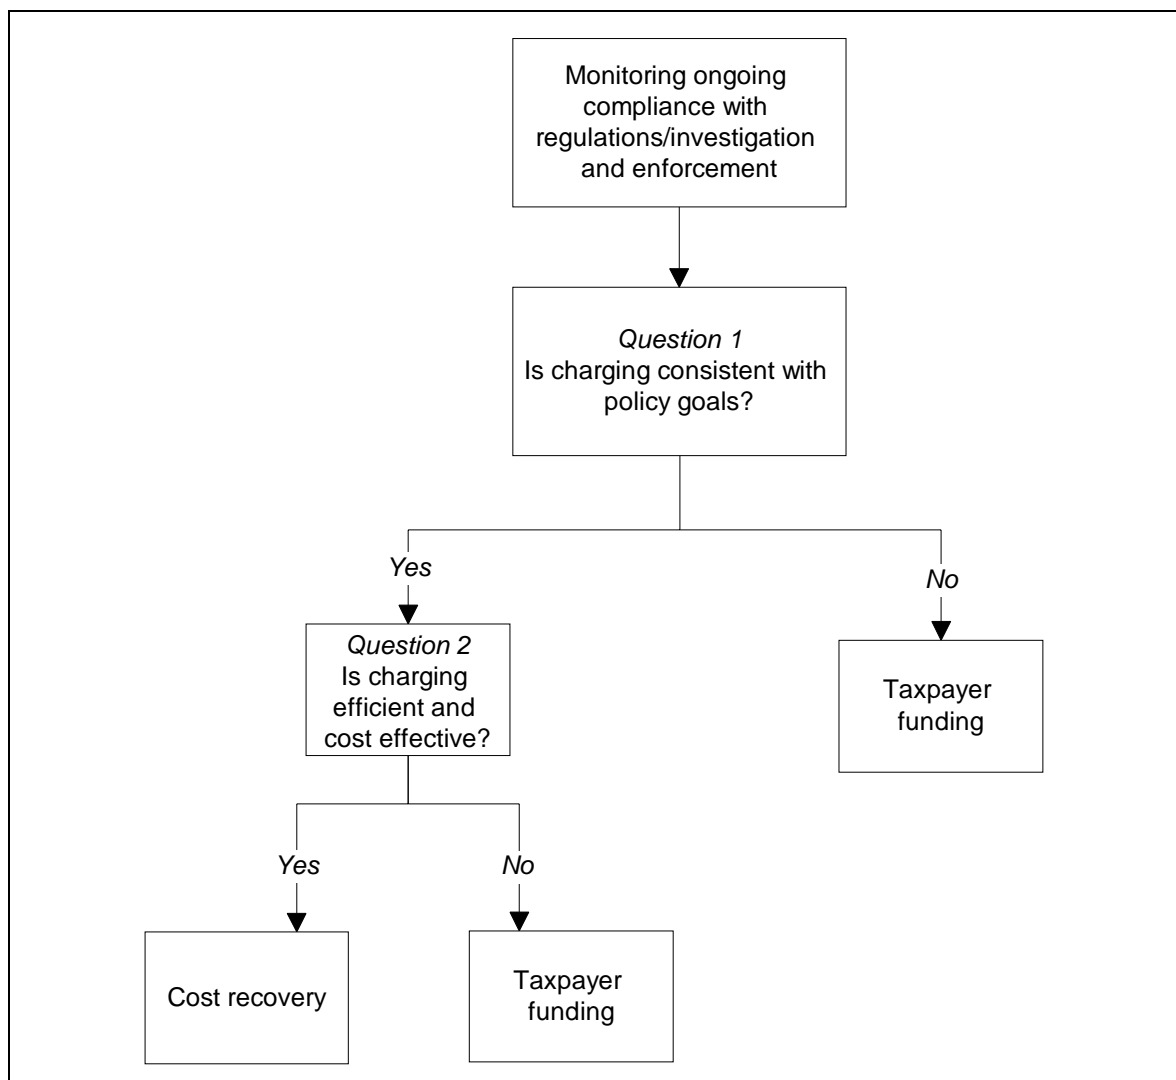 Monitoring ongoing
compliance with
regulations/investigation
and enforcement
Question 1
Is charging consistent with
policy goals?
Yes
No
Question 2
Is charging
efficient and
cost effective?
Taxpayer
funding
Yes
No
Cost recovery
Taxpayer
funding